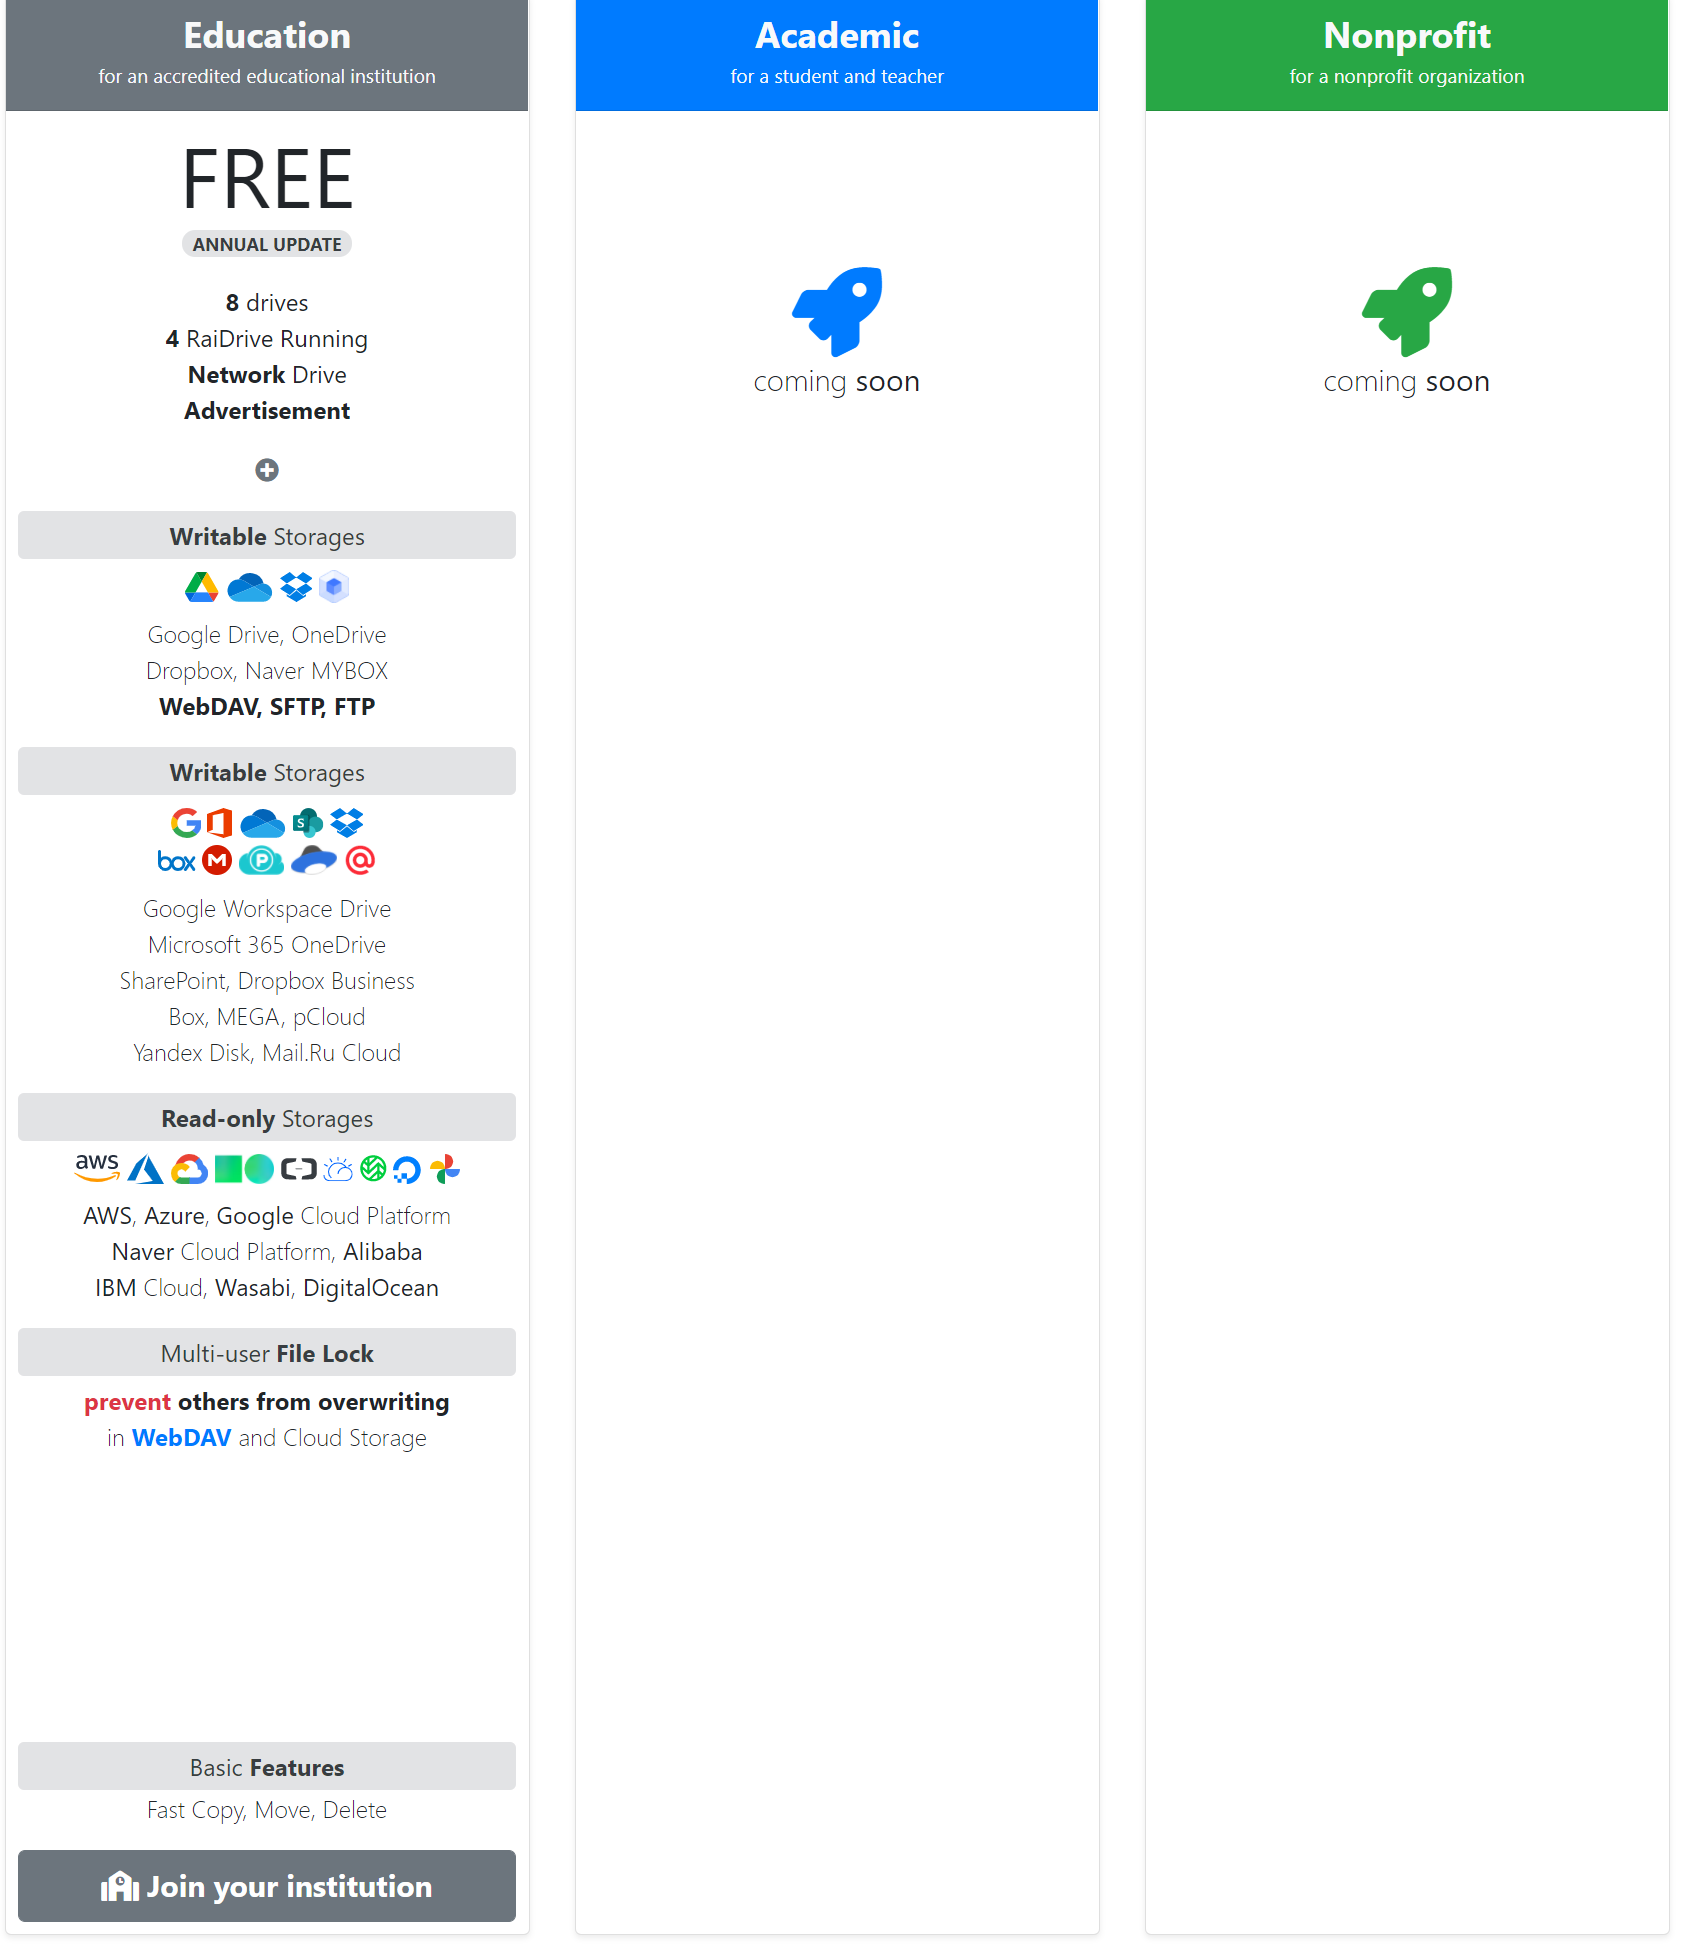 Education
for an accredited educational institution
FREE
ANNUAL UPDATE
8 drives
4 RaiDrive Running
Network Drive
Advertisement
Writable Storages
Google Drive, OneDrive
Dropbox, Naver MYBOX
WebDAV, SFTP, FTP
Writable Storages
S
box
P
Google Workspace Drive
Microsoft 365 OneDrive
SharePoint, Dropbox Business
Box, MEGA, pCloud
Yandex Disk, Mail.Ru Cloud
Read-only Storages
aws
AWS, Azure, Google Cloud Platform
Naver Cloud Platform, Alibaba
IBM Cloud, Wasabi, DigitalOcean
Multi-user File Lock
prevent others from overwriting
in WebDAV and Cloud Storage
Basic Features
Fast Copy, Move, Delete
Join your institution
Academic
for a student and teacher
coming soon
Nonprofit
for a nonprofit organization
coming soon